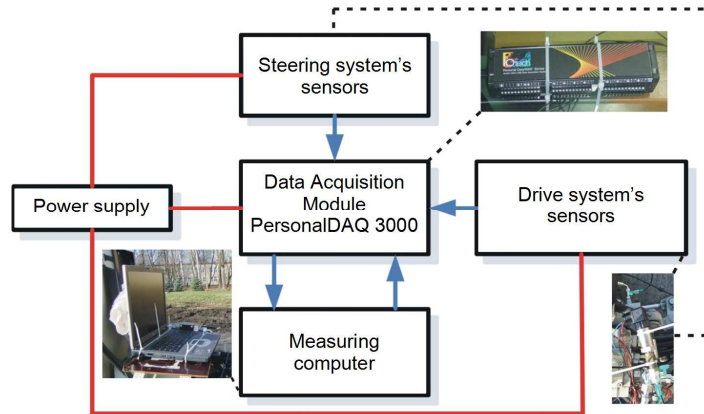 Steering system's
sensors
Power supply
Data Acquisition
Module
PersonalDAQ 3000
Drive system's
sensors
Measuring
computer